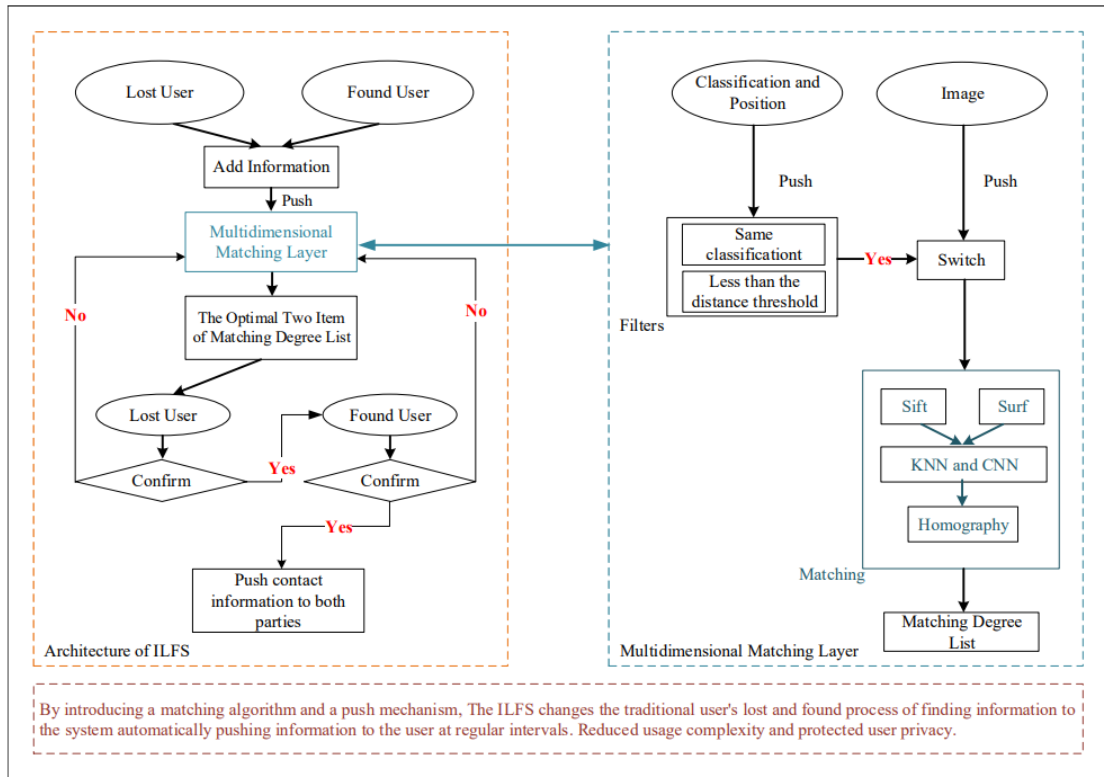 Lost User
Found User
Add Information
Push
Multidimensional
Matching Layer
No
No
The Optimal Two Item
of Matching Degree List
Lost User
Found User
Yes
Confirm
Confirm
Yes
Push contact
information to both
parties
Architecture of ILFS
Classification and
Position
Image
Push
Push
Same
classificationt
Yes
Switch
Less than the
distance threshold
Filters
Sift
Surf
KNN and CNN
Homography
Matching
Matching Degree
List
Multidimensional Matching Layer
By introducing a matching algorithm and a push mechanism, The ILFS changes the traditional user's lost and found process of finding information to
the system automatically pushing information to the user at regular intervals. Reduced usage complexity and protected user privacy.